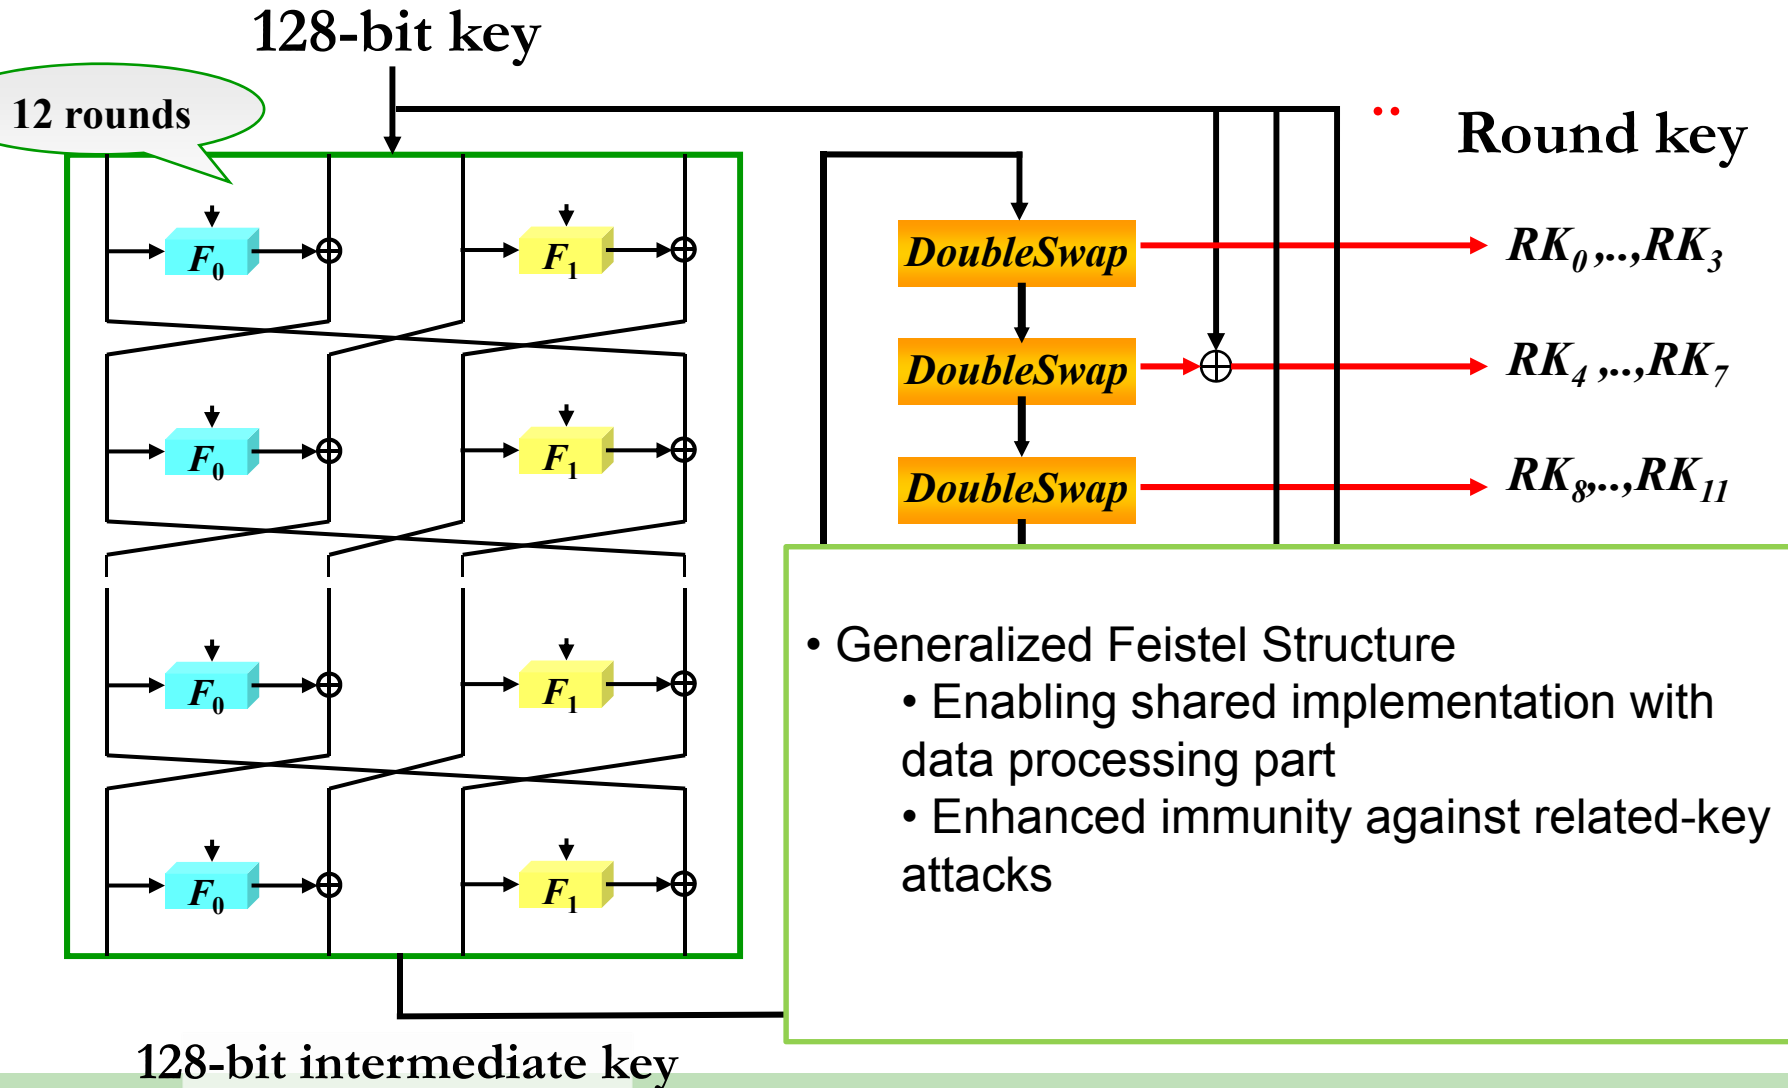 128-bit key
12 rounds
..
Round key
F0
F1
DoubleSwap
RK0,..,RK3
DoubleSwap
RK4 ,..,RK7
F0
F1
DoubleSwap
RK8,..,RK11
• Generalized Feistel Structure
• Enabling shared implementation with
data processing part
• Enhanced immunity against related-key
attacks
F0
F1
F0
F1
128-bit intermediate key